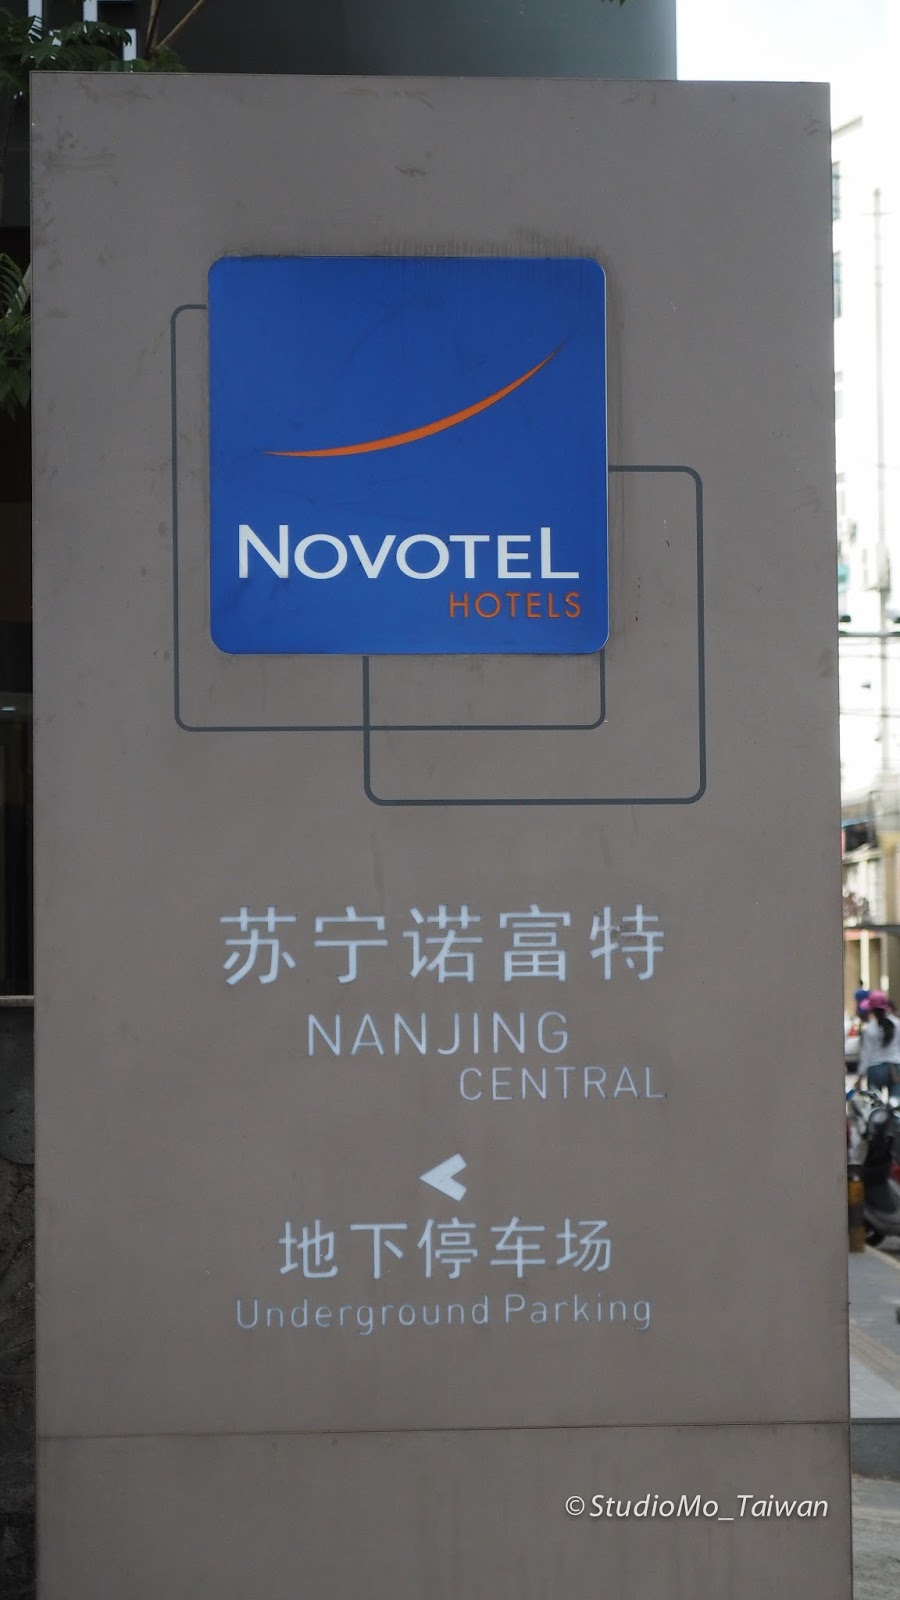 NOVOTEL
HOTELS
苏宁诺富特
NANJING
CENTRAL
地下停车场
Underground Parking
© StudioMo_Taiwan